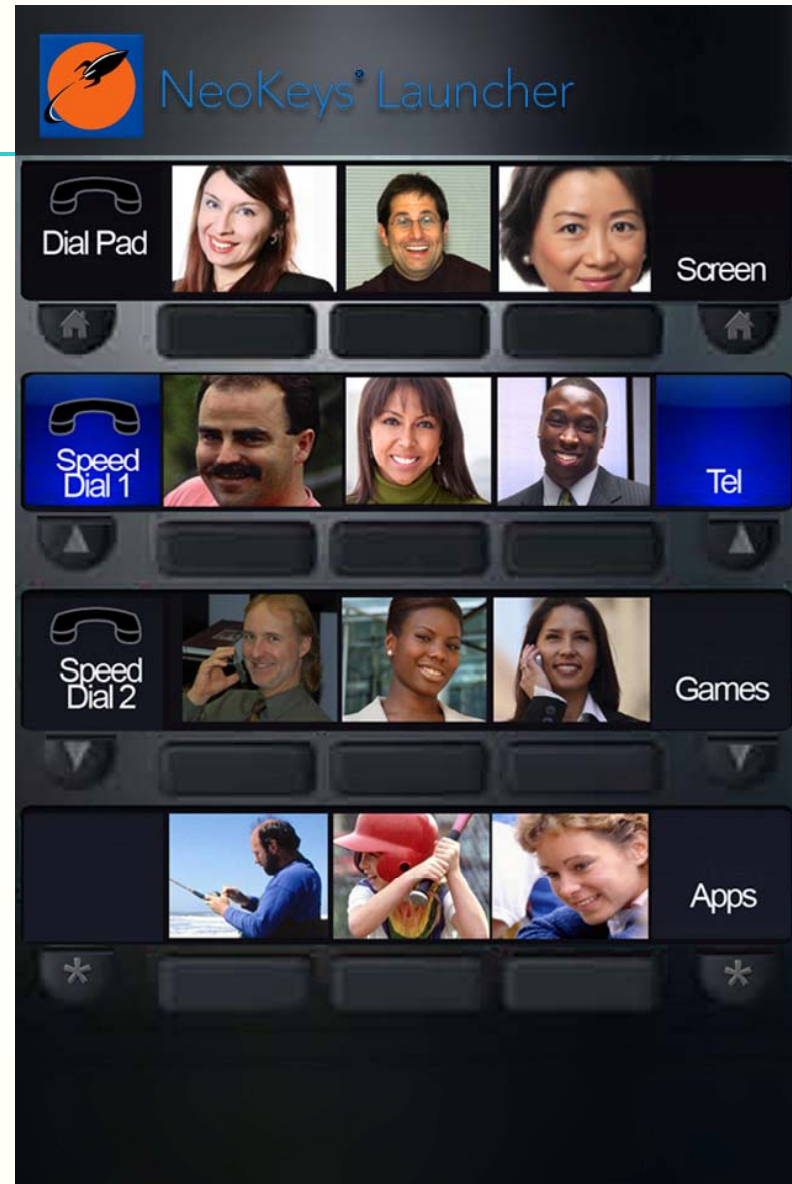 NeoKeys® Launcher
Dial Pad
Screen
Speed
Dial 1
Tel
Speed
Dial 2
Games
Apps
*
*